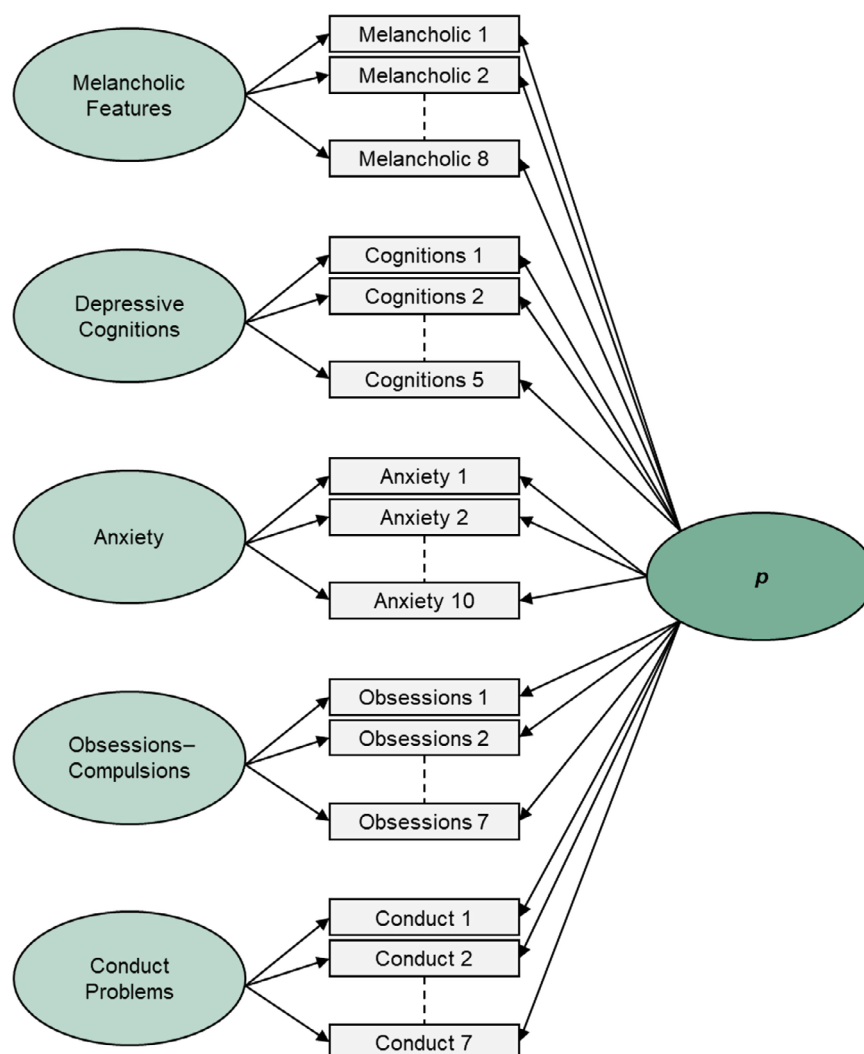 Melancholic
Features
Melancholic 1
Melancholic 2
Melancholic 8
Depressive
Cognitions
Cognitions 1
Cognitions 2
Cognitions 5
Anxiety
Anxiety 1
Anxiety 2
Anxiety 10
Obsessions–
Compulsions
Obsessions 1
Obsessions 2
Obsessions 7
Conduct
Problems
Conduct 1
Conduct 2
Conduct 7
p